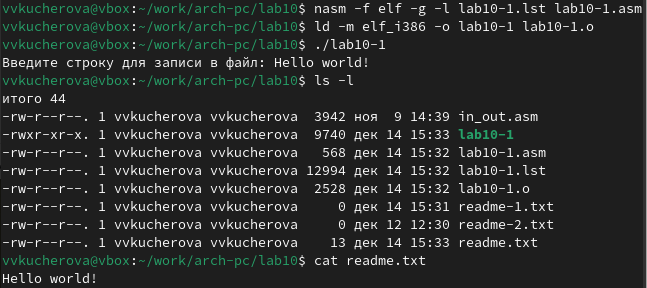 vvkucherova@vbox:~/work/arch-pc/lab10$ nasm -f elf -g -l lab10-1.lst lab10-1.asm
vvkucherova@vbox:~/work/arch-pc/lab10$ ld -m elf_i386 -o lab10-1 lab10-1.o
vvkucherova@vbox:~/work/arch-pc/lab10$ ./lab10-1
Введите строку для записи в файл: Hello world!
vvkucherova@vbox:~/work/arch-pc/lab10$ ls -l
итого 44
-rw-r--r--. 1 vvkucherova vvkucherova  3942 ноя  9 14:39 in_out.asm
-rwxr-xr-x. 1 vvkucherova vvkucherova  9740 дек 14 15:33 lab10-1
-rw-r--r--. 1 vvkucherova vvkucherova   568 дек 14 15:32 lab10-1.asm
-rw-r--r--. 1 vvkucherova vvkucherova 12994 дек 14 15:32 lab10-1.lst
-rw-r--r--. 1 vvkucherova vvkucherova  2528 дек 14 15:32 lab10-1.o
-rw-r--r--. 1 vvkucherova vvkucherova     0 дек 14 15:31 readme-1.txt
-rw-r--r--. 1 vvkucherova vvkucherova     0 дек 12 12:30 readme-2.txt
-rw-r--r--. 1 vvkucherova vvkucherova    13 дек 14 15:33 readme.txt
vvkucherova@vbox:~/work/arch-pc/lab10$ cat readme.txt
Hello world!